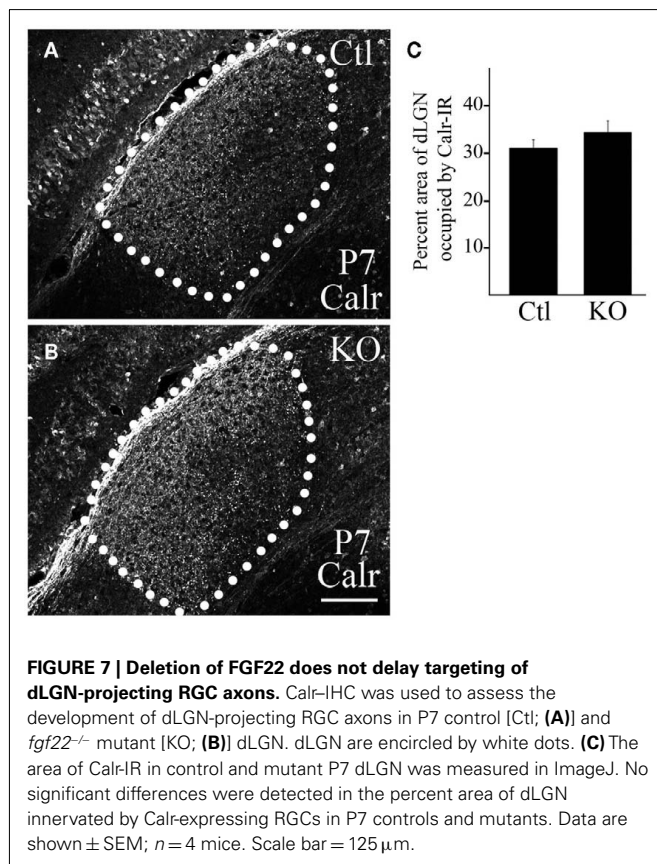 A
Ctl
P7
Calr
B
KO
P7
Calr
C
Percent area of dLGN
occupied by Calr-IR
40
30
20
10
Ctl
KO
FIGURE 7 | Deletion of FGF22 does not delay targeting of
dLGN-projecting RGC axons. Calr–IHC was used to assess the
development of dLGN-projecting RGC axons in P7 control [Ctl; (A)] and
fgf22−/− mutant [KO; (B)] dLGN. dLGN are encircled by white dots. (C) The
area of Calr-IR in control and mutant P7 dLGN was measured in ImageJ. No
significant differences were detected in the percent area of dLGN
innervated by Calr-expressing RGCs in P7 controls and mutants. Data are
shown ± SEM; n = 4 mice. Scale bar = 125 μm.